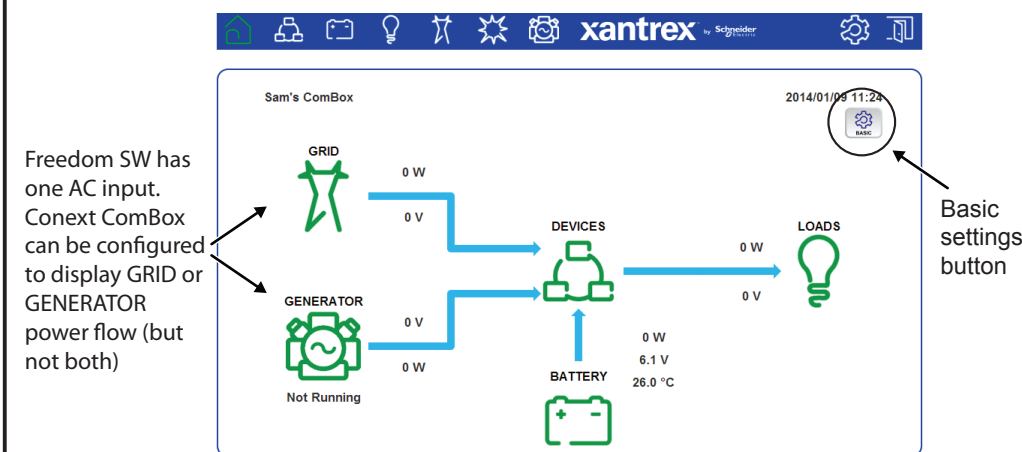 xantrex by Schneider Electric
Sam's ComBox
2014/01/09 11:24
BASIC
Freedom SW has
one AC input.
Conext ComBox
can be configured
to display GRID or
GENERATOR
power flow (but
not both)
GRID
0 W
0 V
DEVICES
0 W
0 V
LOADS
Basic
settings
button
GENERATOR
0 V
0 W
Not Running
0 W
6.1 V
26.0 °C
BATTERY
+ -